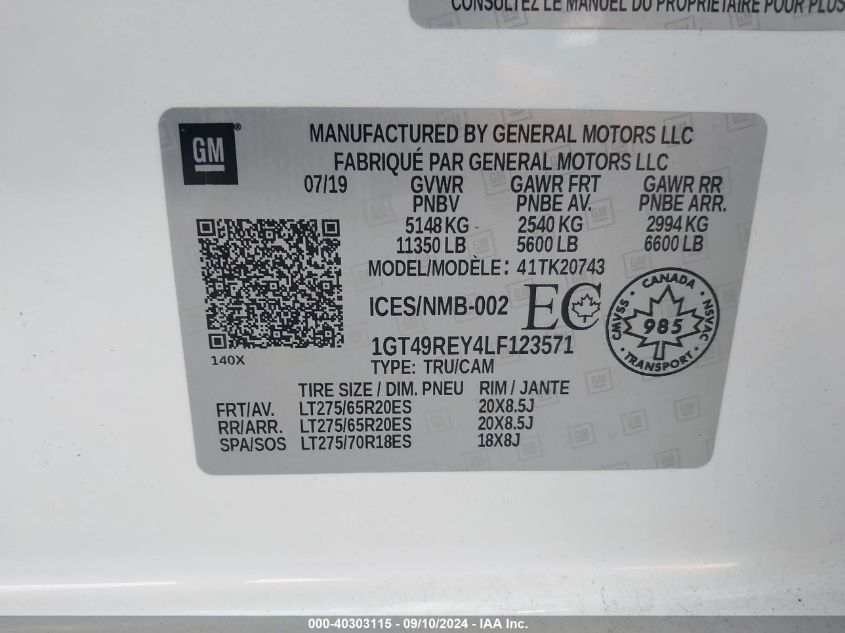 CONSULTEZ LE MANUEL DU PROPRIÉTAIRE POUR PLUS
GM ®
MANUFACTURED BY GENERAL MOTORS LLC
FABRIQUÉ PAR GENERAL MOTORS LLC
07/19 GVWR GAWR FRT GAWR RR
PNBV PNBE AV. PNBE ARR.
5148 KG 2540 KG 2994 KG
11350 LB 5600 LB 6600 LB
MODEL/MODÈLE: 41TK20743
ICES/NMB-002 EC
CANADA
CMVSS 985 NSVAC
TRANSPORT
140X
1GT49REY4LF123571
TYPE: TRU/CAM
TIRE SIZE / DIM. PNEU RIM / JANTE
FRT/AV. LT275/65R20ES 20X8.5J
RR/ARR. LT275/65R20ES 20X8.5J
SPA/SOS LT275/70R18ES 18X8J
000-40303115 - 09/10/2024 - IAA Inc.